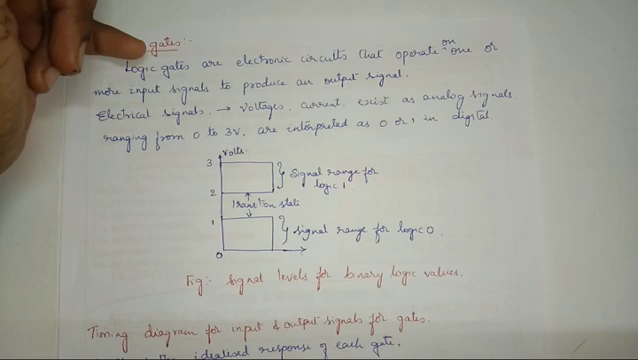 gates:-
Logic gates are electronic circuits that operate on one or
more input signals to produce an output signal.
Electrical signals → voltages, current exist as analog signals
ranging from 0 to 3V, are interpreted as 0 or 1 in digital
volts.
3
signal range for
logic 1
2
Transition state
1
signal range for logic 0.
0
Fig:- Signal levels for binary logic values.
Timing diagram for input & output signals for gates.
idealised response of each gate.